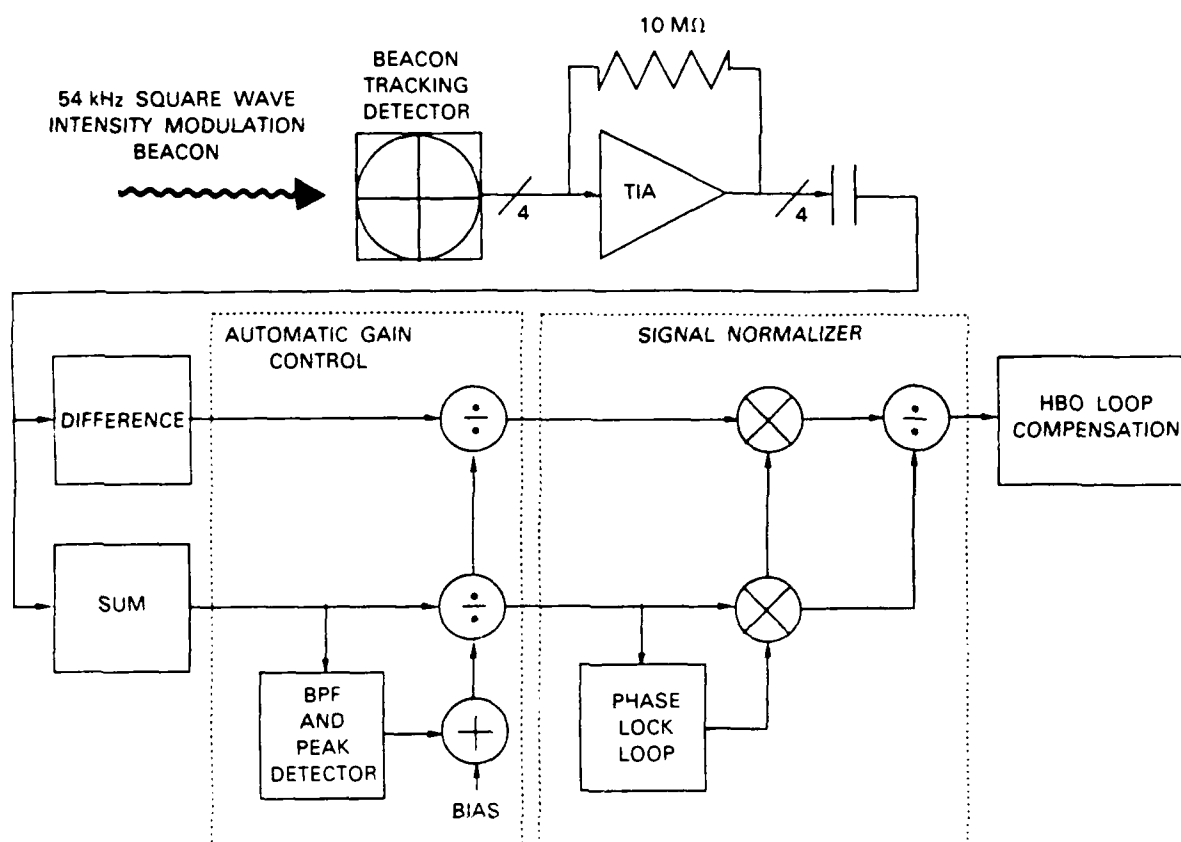 10 MΩ
BEACON
TRACKING
DETECTOR
54 kHz SQUARE WAVE
INTENSITY MODULATION
BEACON
TIA
4
4
AUTOMATIC GAIN
CONTROL
SIGNAL NORMALIZER
DIFFERENCE
÷
÷
HBO LOOP
COMPENSATION
SUM
÷
BPF
AND
PEAK
DETECTOR
+
PHASE
LOCK
LOOP
BIAS